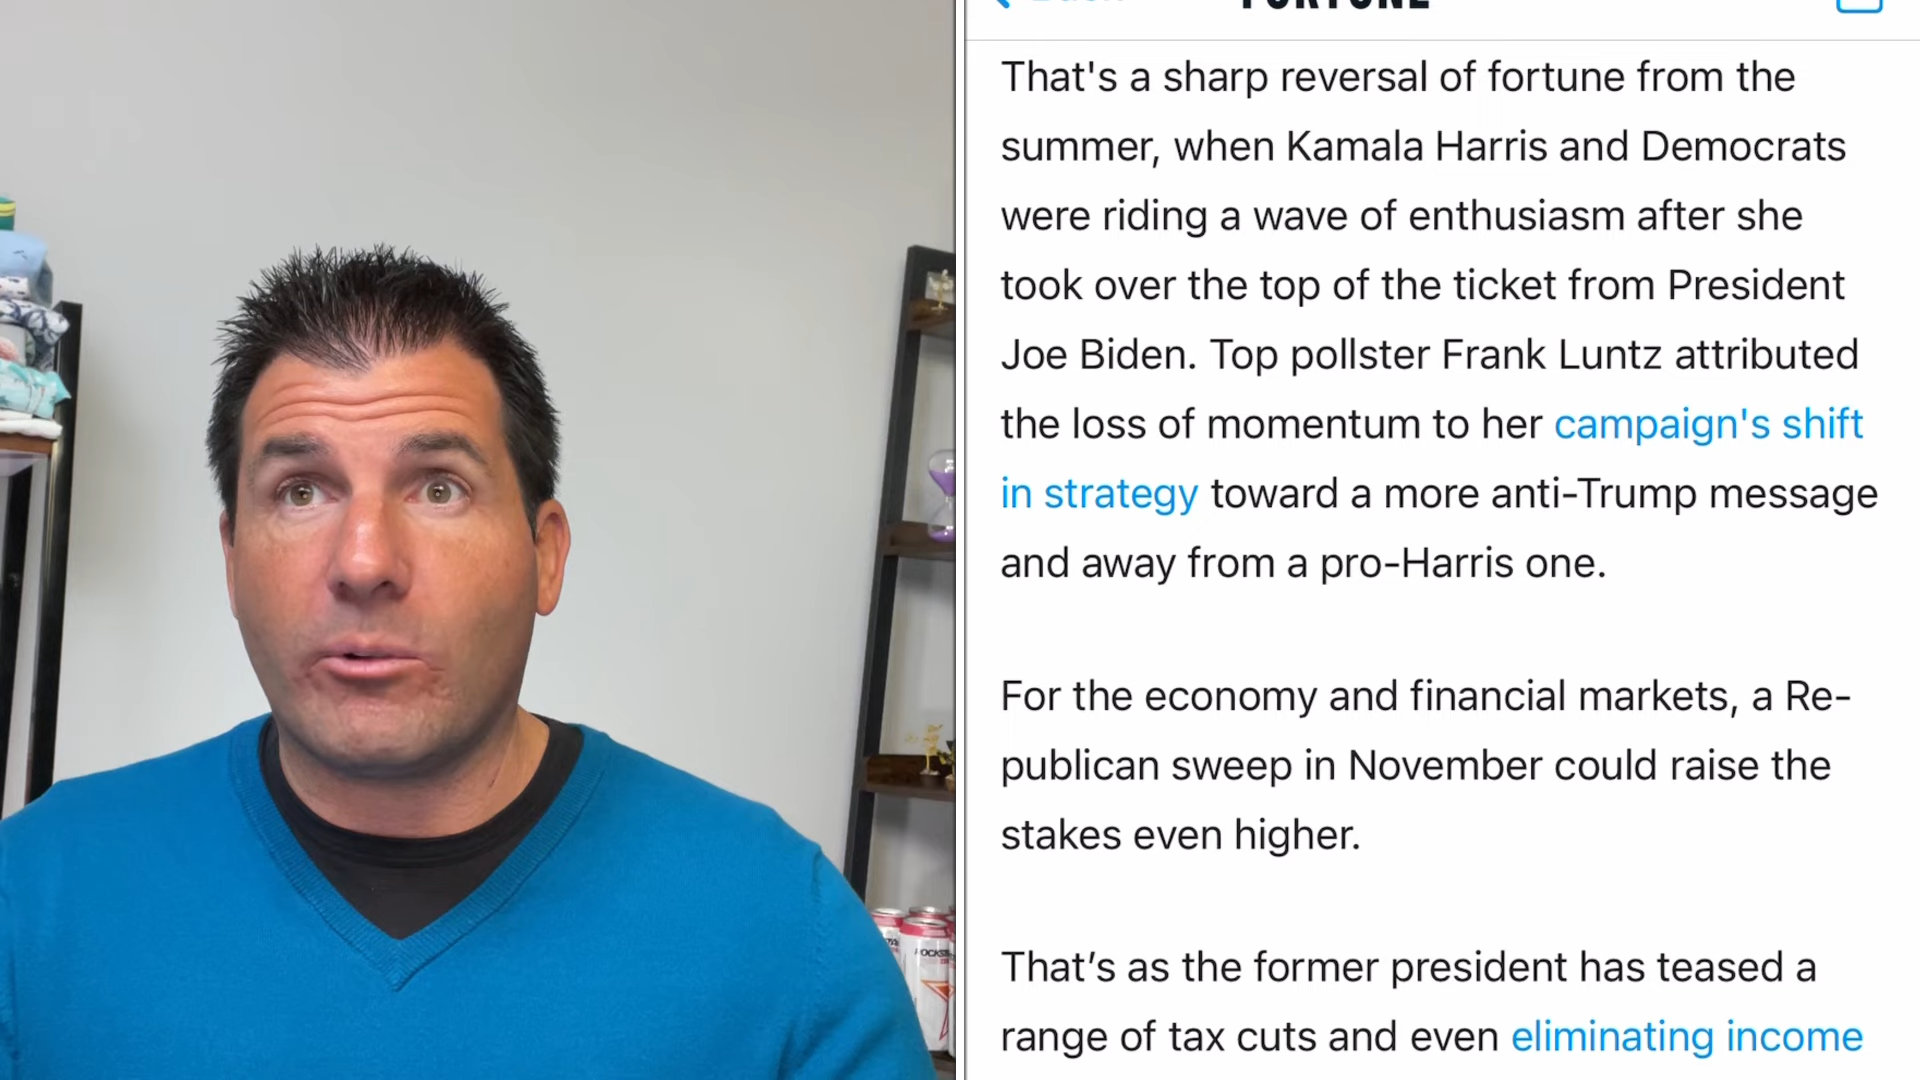 Back
FORTUNE
That's a sharp reversal of fortune from the
summer, when Kamala Harris and Democrats
were riding a wave of enthusiasm after she
took over the top of the ticket from President
Joe Biden. Top pollster Frank Luntz attributed
the loss of momentum to her campaign's shift
in strategy toward a more anti-Trump message
and away from a pro-Harris one.
For the economy and financial markets, a Re-
publican sweep in November could raise the
stakes even higher.
That’s as the former president has teased a
range of tax cuts and even eliminating income